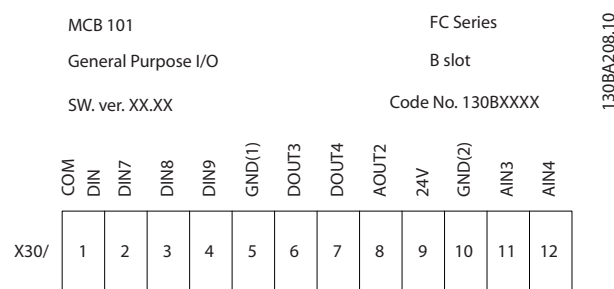 MCB 101
FC Series
General Purpose I/O
B slot
SW. ver. XX.XX
Code No. 130BXXXX
130BA208.10
COM
DIN
DIN7
DIN8
DIN9
GND(1)
DOUT3
DOUT4
AOUT2
24V
GND(2)
AIN3
AIN4
X30/ 1 2 3 4 5 6 7 8 9 10 11 12